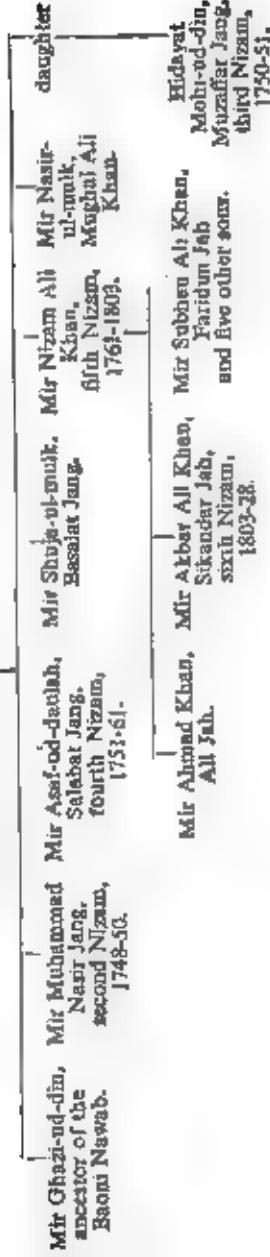 Mir Ghazi-ud-din,
ancestor of the
Baoni Nawab.
Mir Muhammad
Nasir Jang,
second Nizam,
1748-50.
Mir Asaf-ud-daulah,
Salabat Jang,
fourth Nizam,
1751-61.
Mir Shuja-ul-mulk,
Basalat Jang.
Mir Nizam Ali
Khan,
fifth Nizam,
1761-1803.
Mir Nasir-
ul-mulk,
Mughal Ali
Khan.
daughter
Hidayat
Mohi-ud-din,
Muzaffar Jang,
third Nizam,
1750-51.
Mir Ahmad Khan,
Ali Jah.
Mir Akbar Ali Khan,
Sikandar Jah,
sixth Nizam,
1803-28.
Mir Subhan Ali Khan,
Faridun Jah
and five other sons.